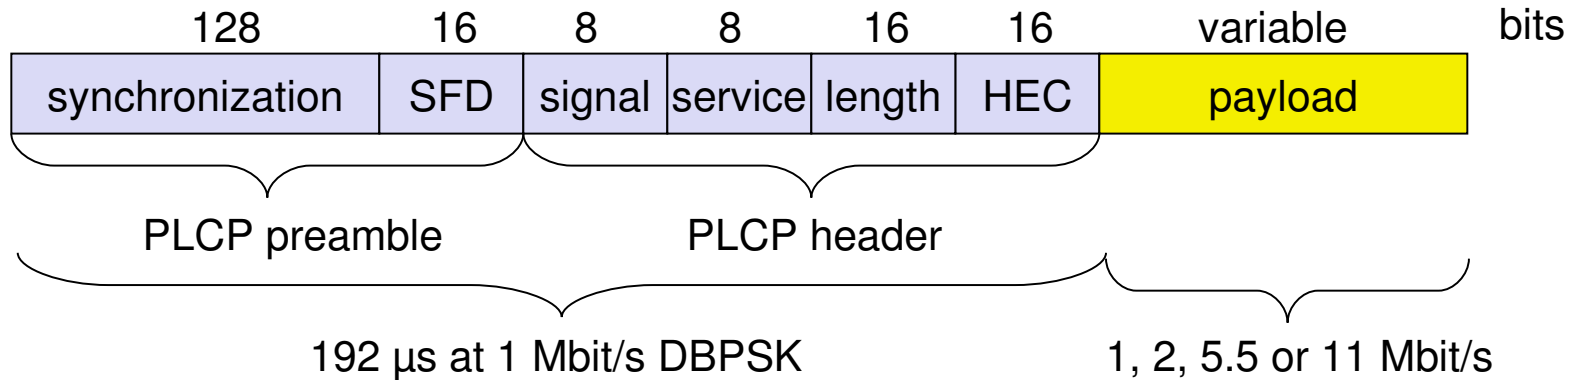 128 16 8 8 16 16 variable bits
synchronization SFD signal service length HEC payload
PLCP preamble PLCP header
192 µs at 1 Mbit/s DBPSK 1, 2, 5.5 or 11 Mbit/s